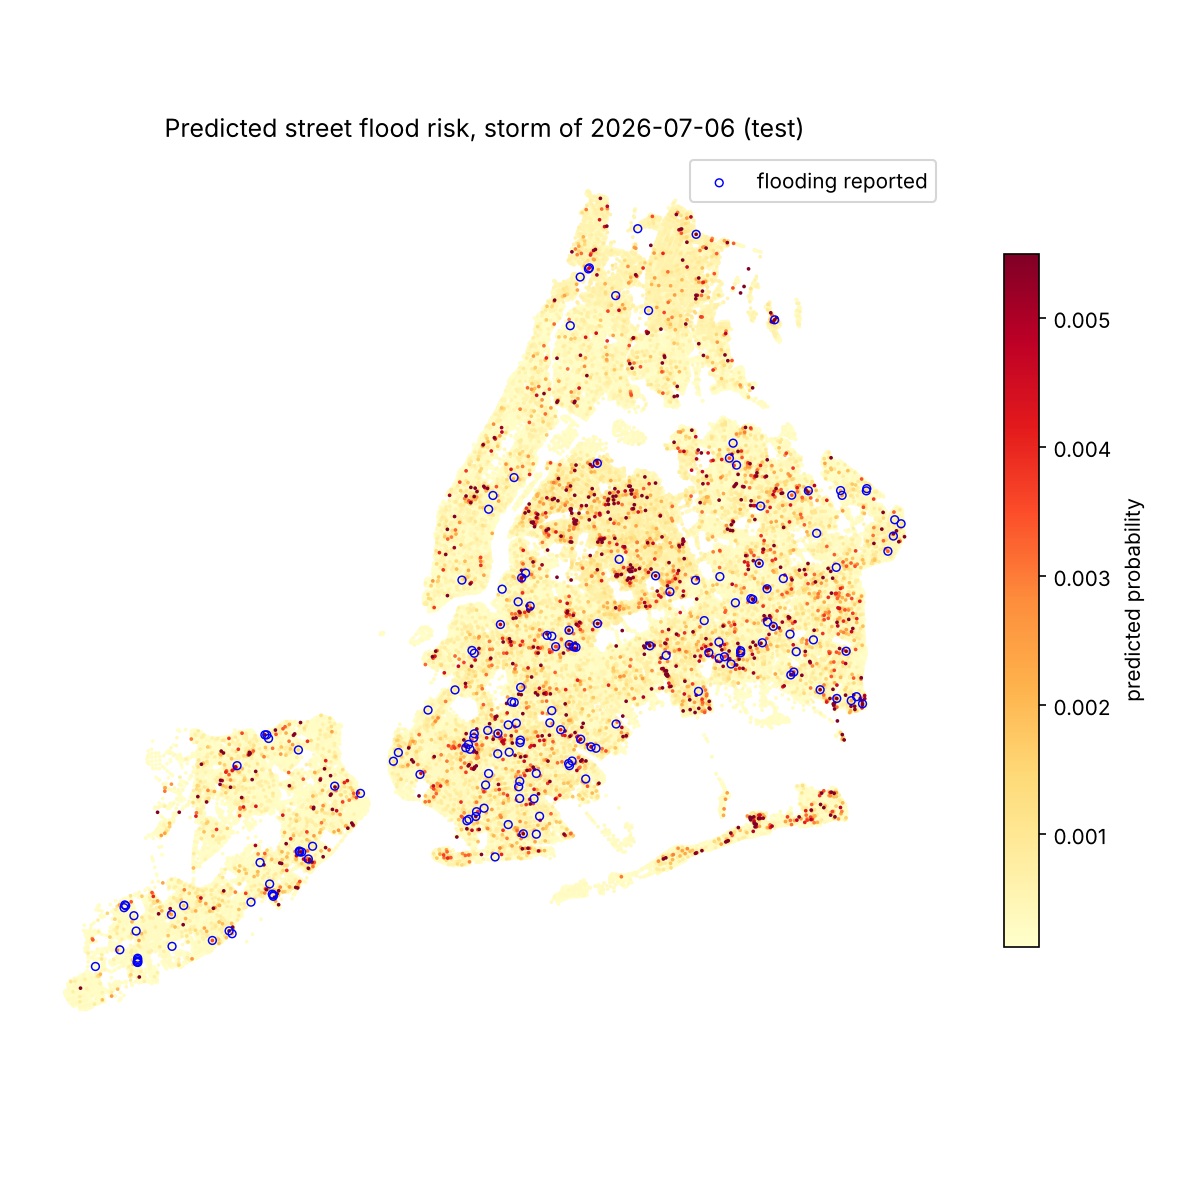 Predicted street flood risk, storm of 2026-07-06 (test)
flooding reported
0.005
0.004
0.003
0.002
0.001
predicted probability